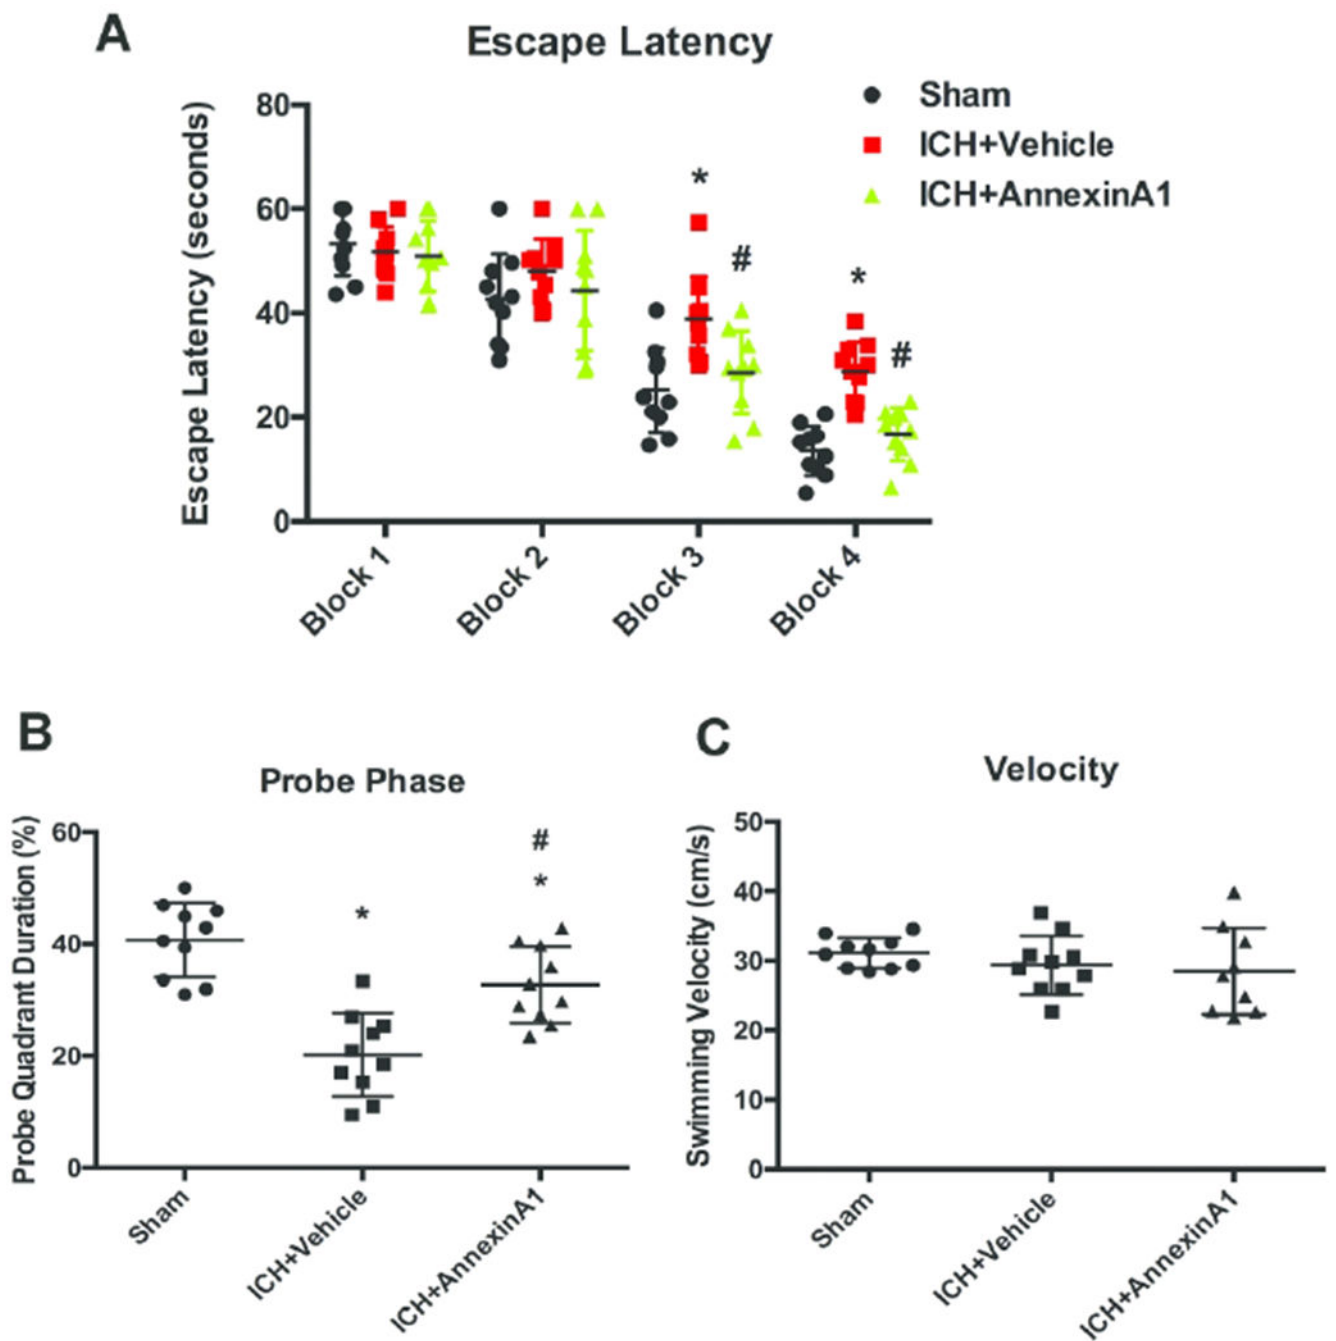 A
Escape Latency
Sham
ICH+Vehicle
ICH+AnnexinA1
Escape Latency (seconds)
80
60
40
20
0
*
#
*
#
Block 1
Block 2
Block 3
Block 4
B
Probe Phase
Probe Quadrant Duration (%)
60
40
20
0
*
#
*
Sham
ICH+Vehicle
ICH+AnnexinA1
C
Velocity
Swimming Velocity (cm/s)
50
40
30
20
10
0
Sham
ICH+Vehicle
ICH+AnnexinA1